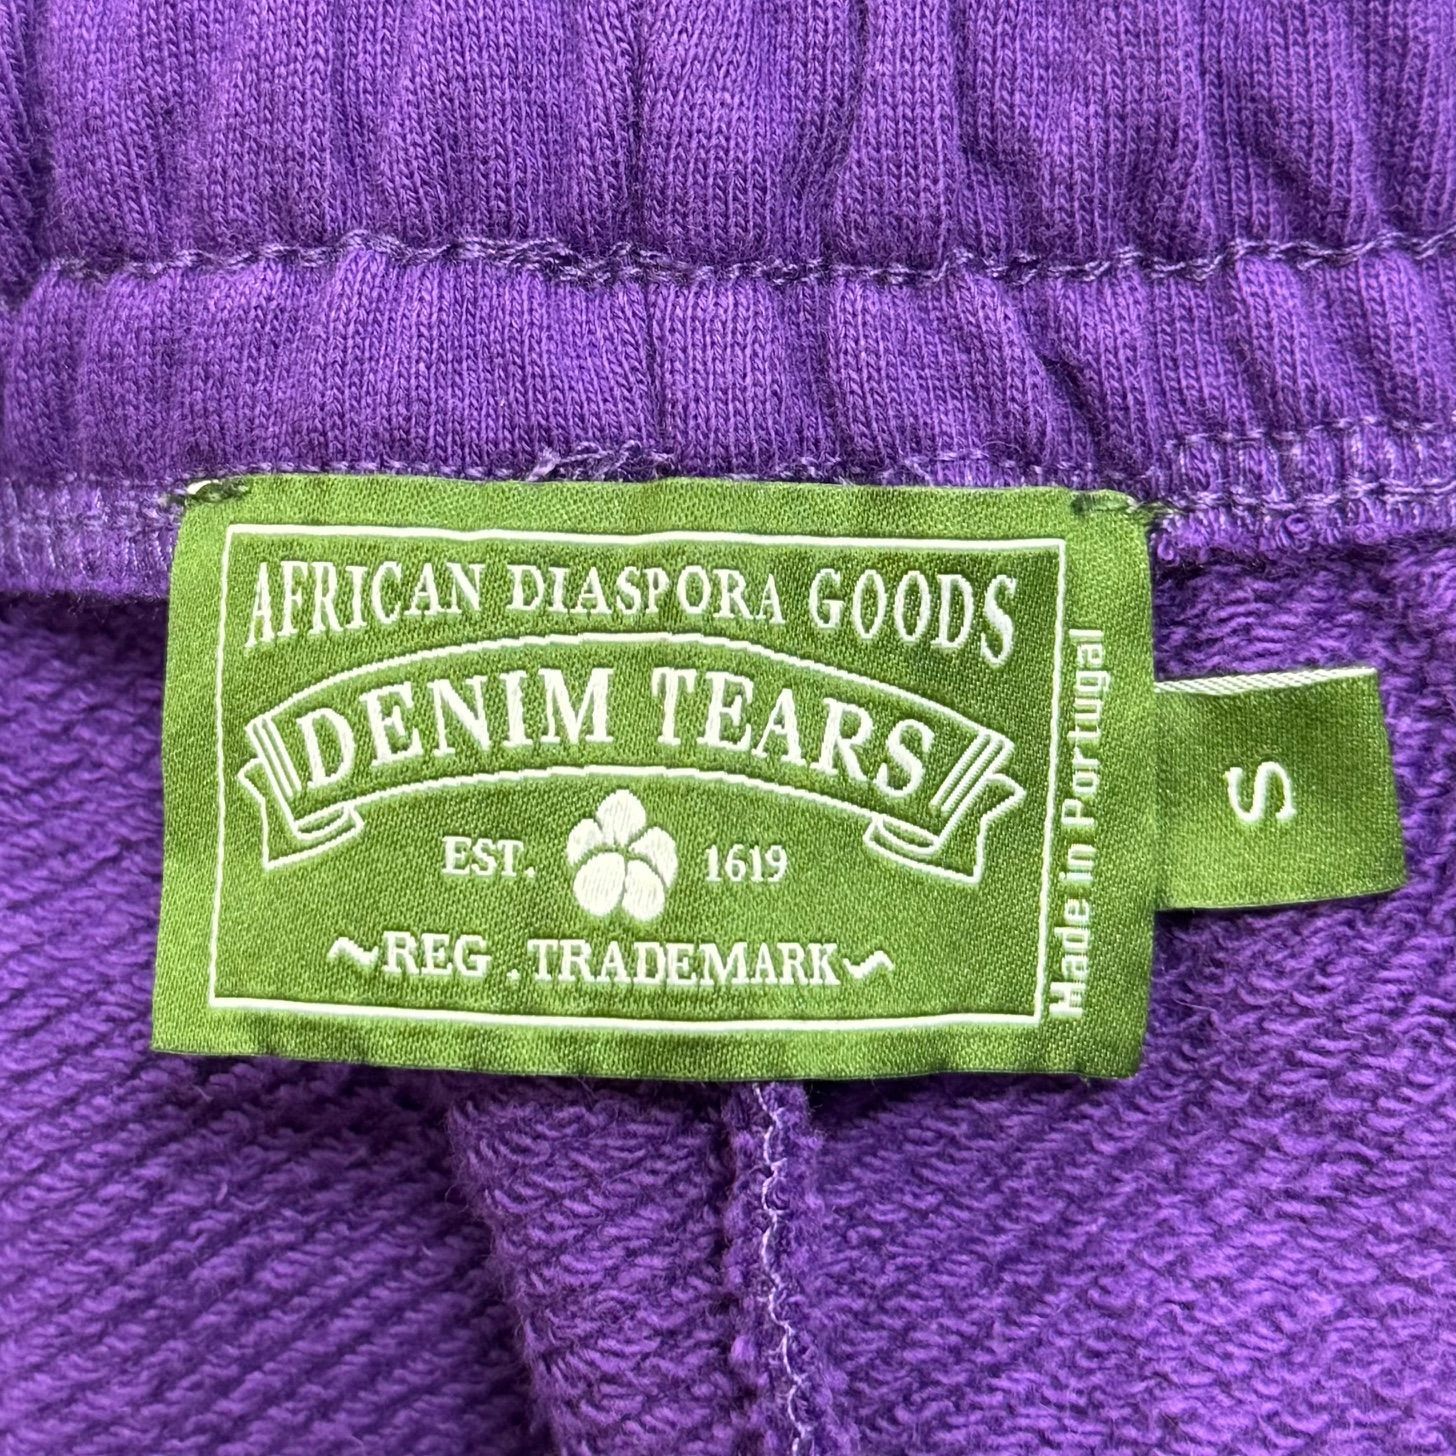 AFRICAN DIASPORA GOODS
DENIM TEARS
EST. 1619
~REG .TRADEMARK~
Made in Portugal
S